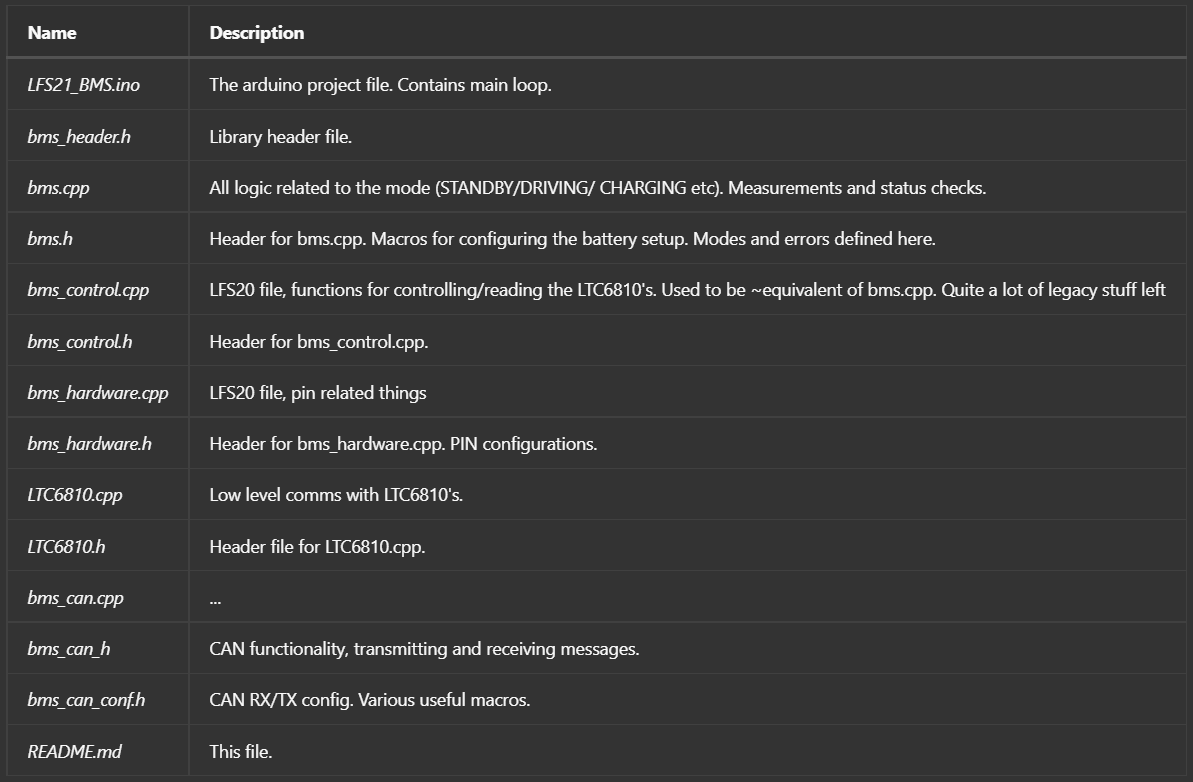 Name Description
LFS21_BMS.ino The arduino project file. Contains main loop.
bms_header.h Library header file.
bms.cpp All logic related to the mode (STANDBY/DRIVING/ CHARGING etc). Measurements and status checks.
bms.h Header for bms.cpp. Macros for configuring the battery setup. Modes and errors defined here.
bms_control.cpp LFS20 file, functions for controlling/reading the LTC6810's. Used to be ~equivalent of bms.cpp. Quite a lot of legacy stuff left
bms_control.h Header for bms_control.cpp.
bms_hardware.cpp LFS20 file, pin related things
bms_hardware.h Header for bms_hardware.cpp. PIN configurations.
LTC6810.cpp Low level comms with LTC6810's.
LTC6810.h Header file for LTC6810.cpp.
bms_can.cpp ...
bms_can_h CAN functionality, transmitting and receiving messages.
bms_can_conf.h CAN RX/TX config. Various useful macros.
README.md This file.